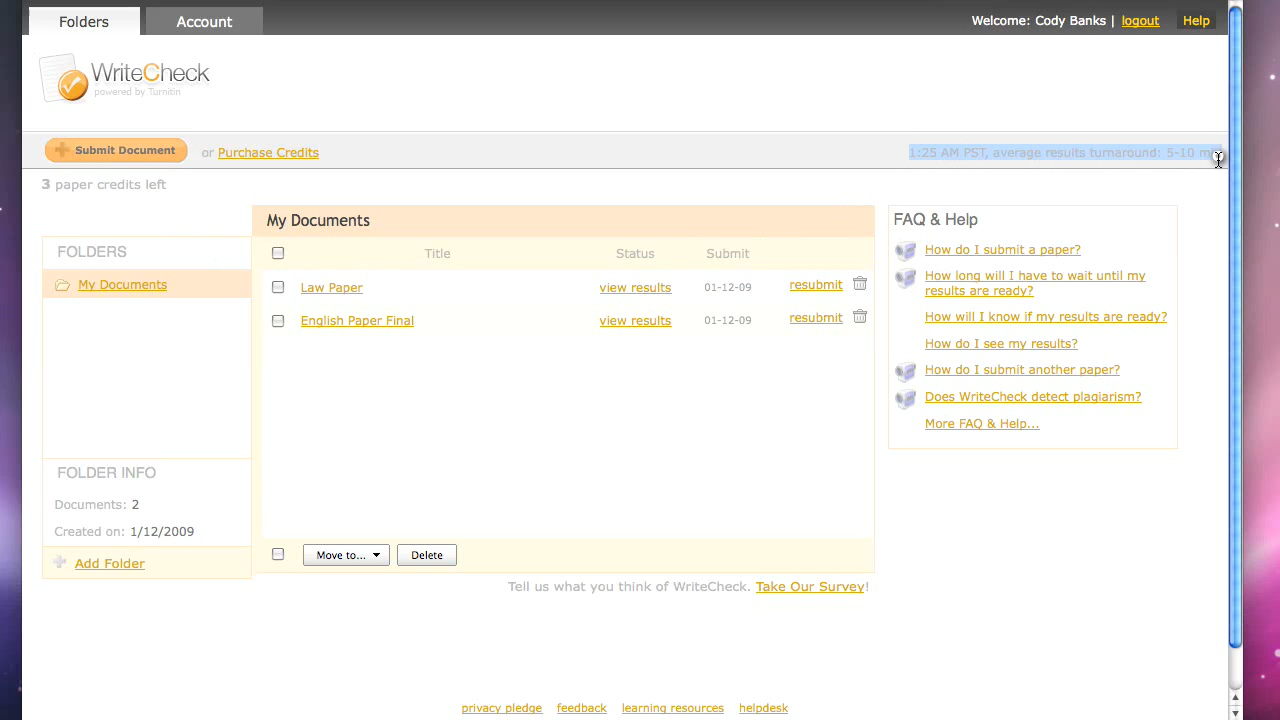 Folders
Account
Welcome: Cody Banks | logout Help
WriteCheck
powered by Turnitin
Submit Document or Purchase Credits
1:25 AM PST, average results turnaround: 5-10
3 paper credits left
FOLDERS
My Documents
FOLDER INFO
Documents: 2
Created on: 1/12/2009
Add Folder
My Documents
Title Status Submit
Law Paper view results 01-12-09 resubmit
English Paper Final view results 01-12-09 resubmit
Move to... Delete
Tell us what you think of WriteCheck. Take Our Survey!
FAQ & Help
How do I submit a paper?
How long will I have to wait until my
results are ready?
How will I know if my results are ready?
How do I see my results?
How do I submit another paper?
Does WriteCheck detect plagiarism?
More FAQ & Help...
privacy pledge feedback learning resources helpdesk